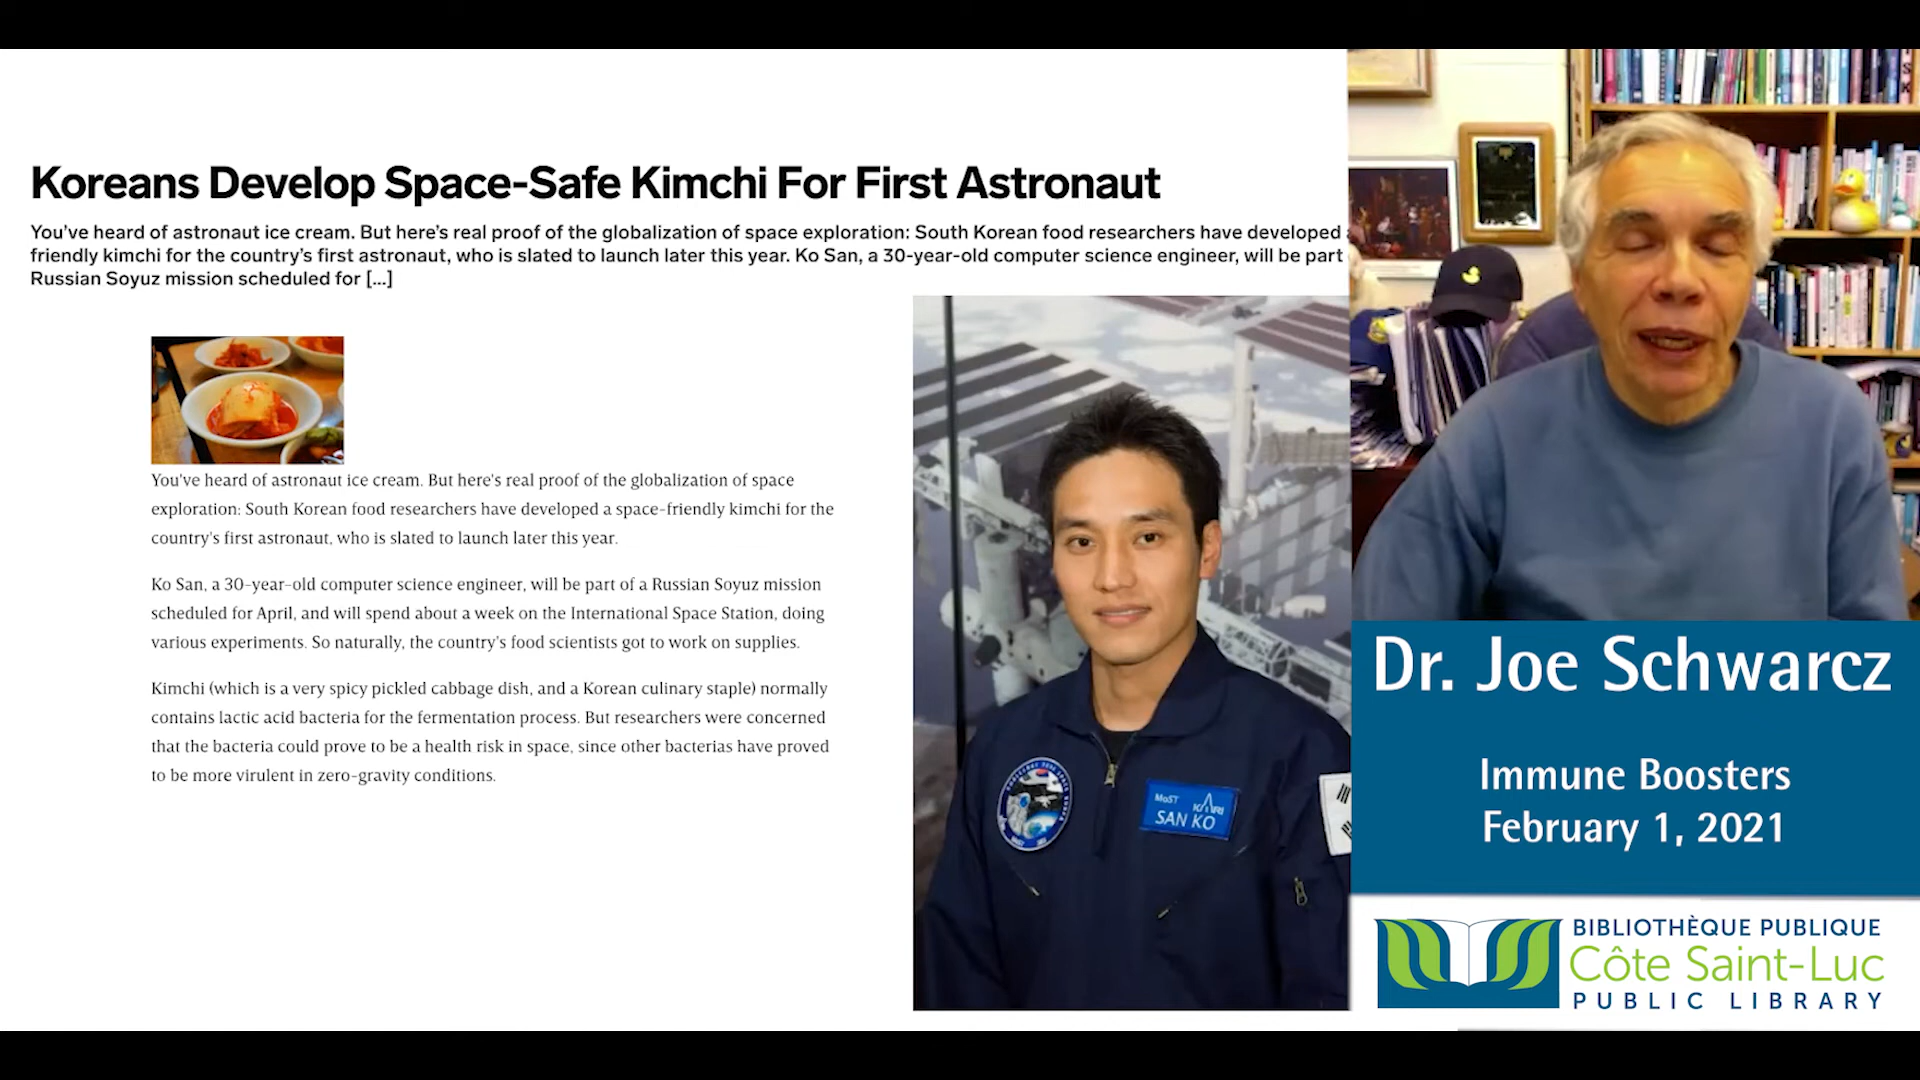 Koreans Develop Space-Safe Kimchi For First Astronaut
You've heard of astronaut ice cream. But here's real proof of the globalization of space exploration: South Korean food researchers have developed
friendly kimchi for the country's first astronaut, who is slated to launch later this year. Ko San, a 30-year-old computer science engineer, will be part
Russian Soyuz mission scheduled for [...]
You've heard of astronaut ice cream. But here's real proof of the globalization of space
exploration: South Korean food researchers have developed a space-friendly kimchi for the
country's first astronaut, who is slated to launch later this year.
Ko San, a 30-year-old computer science engineer, will be part of a Russian Soyuz mission
scheduled for April, and will spend about a week on the International Space Station, doing
various experiments. So naturally, the country's food scientists got to work on supplies.
Kimchi (which is a very spicy pickled cabbage dish, and a Korean culinary staple) normally
contains lactic acid bacteria for the fermentation process. But researchers were concerned
that the bacteria could prove to be a health risk in space, since other bacterias have proved
to be more virulent in zero-gravity conditions.
MoST KARI
SAN KO
Dr. Joe Schwarcz
Immune Boosters
February 1, 2021
BIBLIOTHÈQUE PUBLIQUE
Côte Saint-Luc
PUBLIC LIBRARY